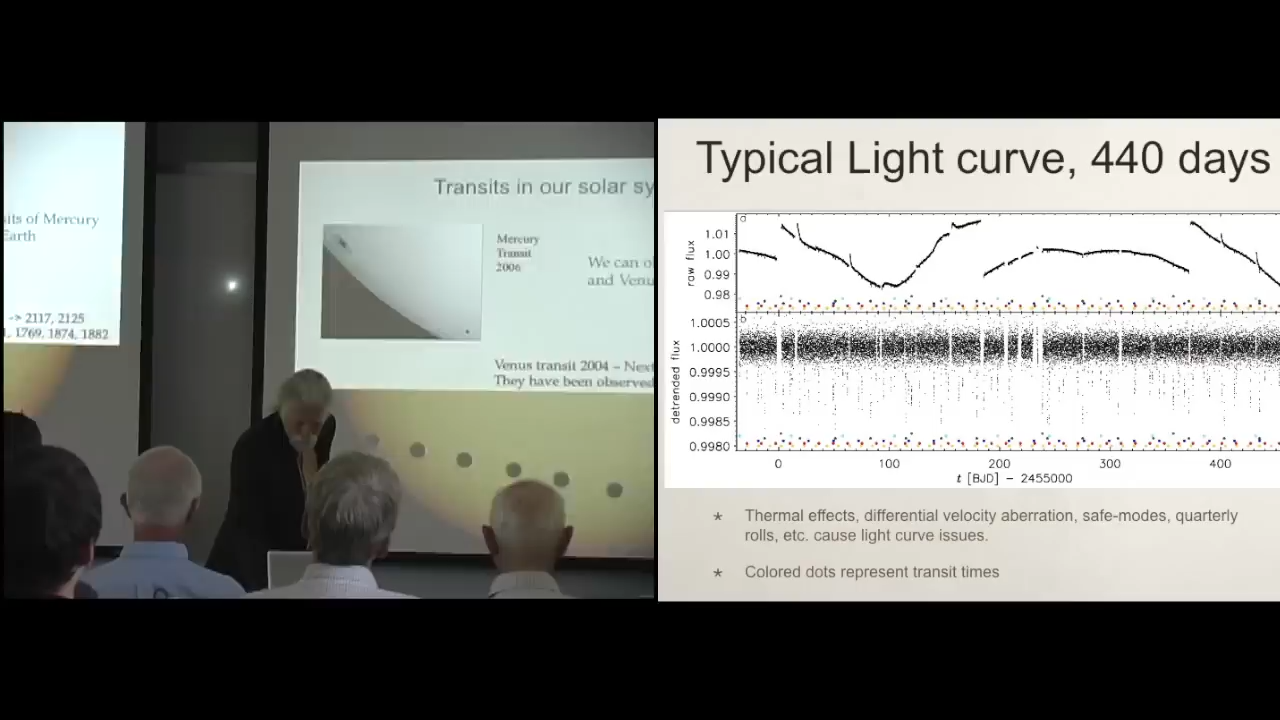 its of Mercury
Earth
-> 2117, 2125
1, 1769, 1874, 1882
Transits in our solar sy
Mercury
Transit
2006
We can o
and Venu
Venus transit 2004 – Next
They have been observed
Typical Light curve, 440 days
a
raw flux
1.01
1.00
0.99
0.98
b
detrended flux
1.0005
1.0000
0.9995
0.9990
0.9985
0.9980
0 100 200 300 400
t [BJD] – 2455000
* Thermal effects, differential velocity aberration, safe-modes, quarterly
rolls, etc. cause light curve issues.
* Colored dots represent transit times